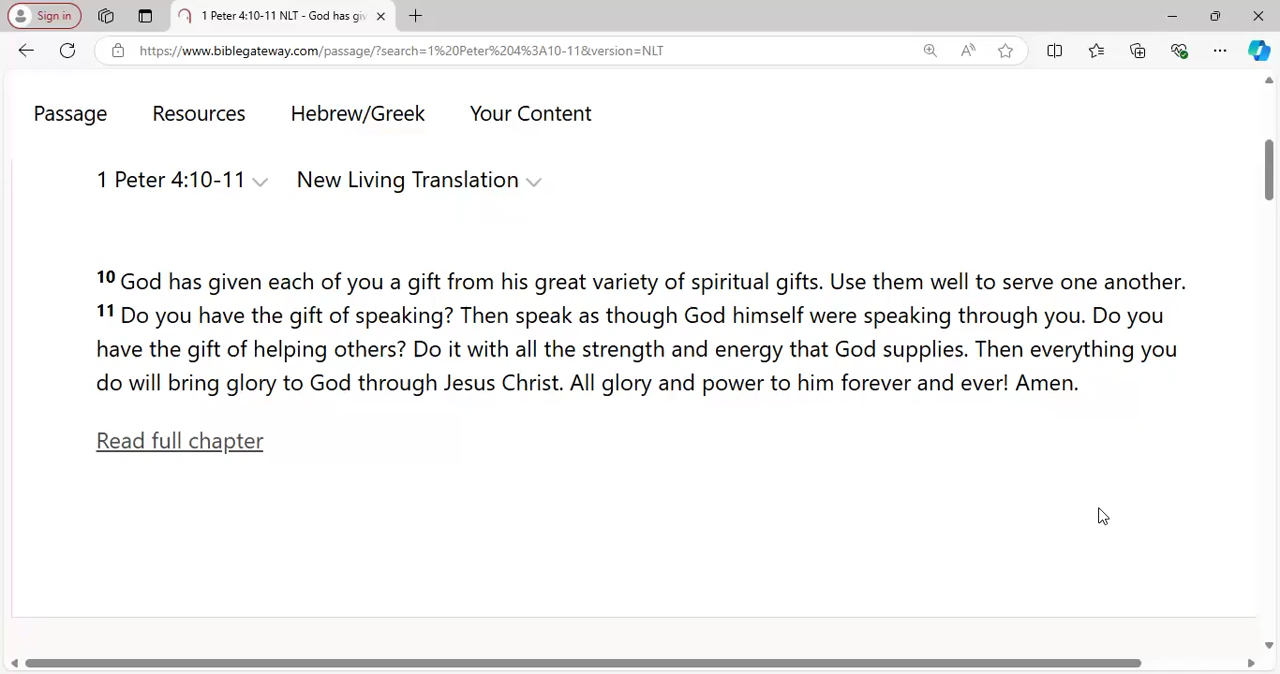 Sign in
1 Peter 4:10-11 NLT - God has giv
https://www.biblegateway.com/passage/?search=1%20Peter%204%3A10-11&version=NLT
Passage Resources Hebrew/Greek Your Content
1 Peter 4:10-11 New Living Translation
10 God has given each of you a gift from his great variety of spiritual gifts. Use them well to serve one another.
11 Do you have the gift of speaking? Then speak as though God himself were speaking through you. Do you
have the gift of helping others? Do it with all the strength and energy that God supplies. Then everything you
do will bring glory to God through Jesus Christ. All glory and power to him forever and ever! Amen.
Read full chapter